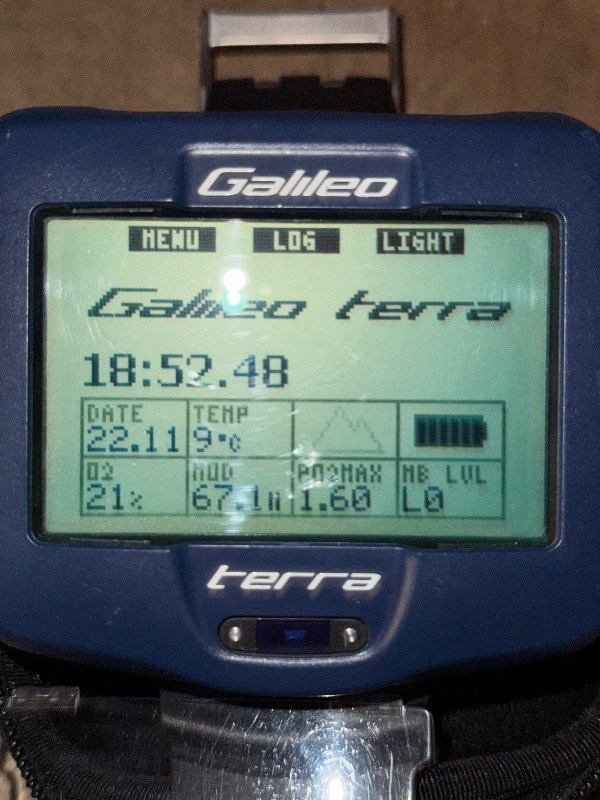 Galileo
MENU LOG LIGHT
Galileo terra
18:52.48
DATE TEMP
22.11 9°C
O2 MOD PO2MAX MB LVL
21% 67.1m 1.60 L0
terra